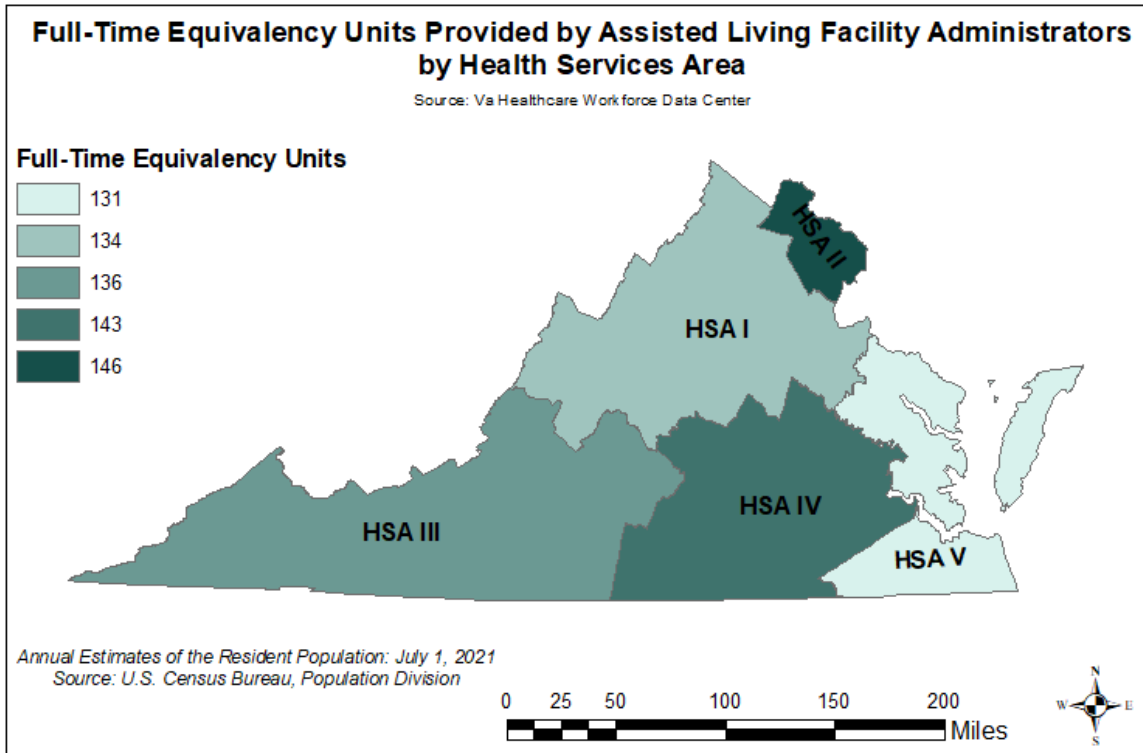 Full-Time Equivalency Units Provided by Assisted Living Facility Administrators
by Health Services Area
Source: Va Healthcare Workforce Data Center
Full-Time Equivalency Units
131
134
136
143
146
HSA II
HSA I
HSA III
HSA IV
HSA V
Annual Estimates of the Resident Population: July 1, 2021
Source: U.S. Census Bureau, Population Division
0 25 50 100 150 200
Miles
N
W E
S